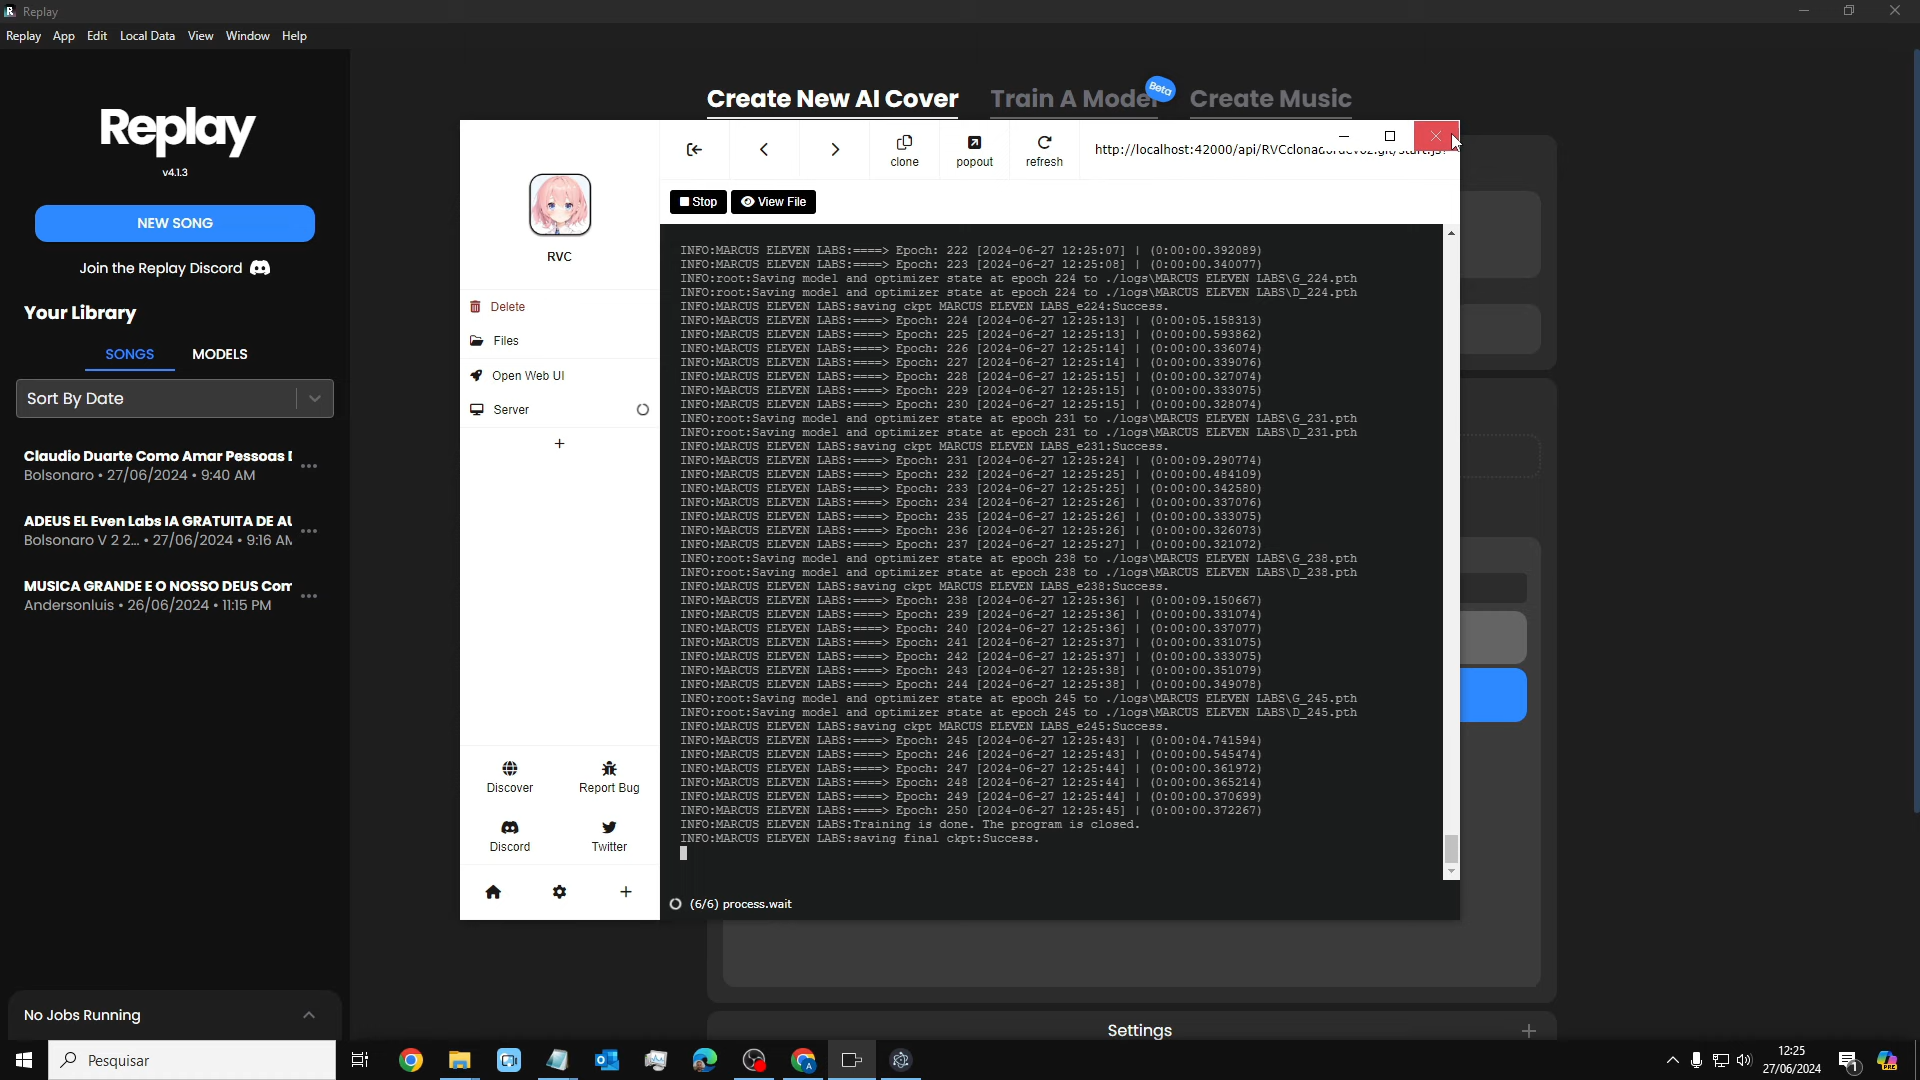 Replay
Replay App Edit Local Data View Window Help
Replay
v4.1.3
NEW SONG
Join the Replay Discord
Your Library
SONGS MODELS
Sort By Date
Claudio Duarte Como Amar Pessoas D
Bolsonaro • 27/06/2024 • 9:40 AM
ADEUS EL Even Labs IA GRATUITA DE AU
Bolsonaro V 2 2... • 27/06/2024 • 9:16 AM
MUSICA GRANDE E O NOSSO DEUS Com
Andersonluis • 26/06/2024 • 11:15 PM
No Jobs Running
Create New AI Cover Train A Model Beta Create Music
clone popout refresh
http://localhost:42000/api/RVCclonadordevoz.git/start.js?
RVC
Delete
Files
Open Web UI
Server
+
Discover Report Bug
Discord Twitter
Stop View File
INFO:MARCUS ELEVEN LABS:====> Epoch: 222 [2024-06-27 12:25:07] | (0:00:00.392089)
INFO:MARCUS ELEVEN LABS:====> Epoch: 223 [2024-06-27 12:25:08] | (0:00:00.340077)
INFO:root:Saving model and optimizer state at epoch 224 to ./logs\MARCUS ELEVEN LABS\G_224.pth
INFO:root:Saving model and optimizer state at epoch 224 to ./logs\MARCUS ELEVEN LABS\D_224.pth
INFO:MARCUS ELEVEN LABS:saving ckpt MARCUS ELEVEN LABS_e224:Success.
INFO:MARCUS ELEVEN LABS:====> Epoch: 224 [2024-06-27 12:25:13] | (0:00:05.158313)
INFO:MARCUS ELEVEN LABS:====> Epoch: 225 [2024-06-27 12:25:13] | (0:00:00.593862)
INFO:MARCUS ELEVEN LABS:====> Epoch: 226 [2024-06-27 12:25:14] | (0:00:00.336074)
INFO:MARCUS ELEVEN LABS:====> Epoch: 227 [2024-06-27 12:25:14] | (0:00:00.339076)
INFO:MARCUS ELEVEN LABS:====> Epoch: 228 [2024-06-27 12:25:15] | (0:00:00.327074)
INFO:MARCUS ELEVEN LABS:====> Epoch: 229 [2024-06-27 12:25:15] | (0:00:00.333075)
INFO:MARCUS ELEVEN LABS:====> Epoch: 230 [2024-06-27 12:25:15] | (0:00:00.328074)
INFO:root:Saving model and optimizer state at epoch 231 to ./logs\MARCUS ELEVEN LABS\G_231.pth
INFO:root:Saving model and optimizer state at epoch 231 to ./logs\MARCUS ELEVEN LABS\D_231.pth
INFO:MARCUS ELEVEN LABS:saving ckpt MARCUS ELEVEN LABS_e231:Success.
INFO:MARCUS ELEVEN LABS:====> Epoch: 231 [2024-06-27 12:25:24] | (0:00:09.290774)
INFO:MARCUS ELEVEN LABS:====> Epoch: 232 [2024-06-27 12:25:25] | (0:00:00.484109)
INFO:MARCUS ELEVEN LABS:====> Epoch: 233 [2024-06-27 12:25:25] | (0:00:00.342580)
INFO:MARCUS ELEVEN LABS:====> Epoch: 234 [2024-06-27 12:25:26] | (0:00:00.337076)
INFO:MARCUS ELEVEN LABS:====> Epoch: 235 [2024-06-27 12:25:26] | (0:00:00.333075)
INFO:MARCUS ELEVEN LABS:====> Epoch: 236 [2024-06-27 12:25:26] | (0:00:00.326073)
INFO:MARCUS ELEVEN LABS:====> Epoch: 237 [2024-06-27 12:25:27] | (0:00:00.321072)
INFO:root:Saving model and optimizer state at epoch 238 to ./logs\MARCUS ELEVEN LABS\G_238.pth
INFO:root:Saving model and optimizer state at epoch 238 to ./logs\MARCUS ELEVEN LABS\D_238.pth
INFO:MARCUS ELEVEN LABS:saving ckpt MARCUS ELEVEN LABS_e238:Success.
INFO:MARCUS ELEVEN LABS:====> Epoch: 238 [2024-06-27 12:25:36] | (0:00:09.150667)
INFO:MARCUS ELEVEN LABS:====> Epoch: 239 [2024-06-27 12:25:36] | (0:00:00.331074)
INFO:MARCUS ELEVEN LABS:====> Epoch: 240 [2024-06-27 12:25:36] | (0:00:00.337077)
INFO:MARCUS ELEVEN LABS:====> Epoch: 241 [2024-06-27 12:25:37] | (0:00:00.331075)
INFO:MARCUS ELEVEN LABS:====> Epoch: 242 [2024-06-27 12:25:37] | (0:00:00.333075)
INFO:MARCUS ELEVEN LABS:====> Epoch: 243 [2024-06-27 12:25:38] | (0:00:00.351079)
INFO:MARCUS ELEVEN LABS:====> Epoch: 244 [2024-06-27 12:25:38] | (0:00:00.349078)
INFO:root:Saving model and optimizer state at epoch 245 to ./logs\MARCUS ELEVEN LABS\G_245.pth
INFO:root:Saving model and optimizer state at epoch 245 to ./logs\MARCUS ELEVEN LABS\D_245.pth
INFO:MARCUS ELEVEN LABS:saving ckpt MARCUS ELEVEN LABS_e245:Success.
INFO:MARCUS ELEVEN LABS:====> Epoch: 245 [2024-06-27 12:25:43] | (0:00:04.741594)
INFO:MARCUS ELEVEN LABS:====> Epoch: 246 [2024-06-27 12:25:43] | (0:00:00.545474)
INFO:MARCUS ELEVEN LABS:====> Epoch: 247 [2024-06-27 12:25:44] | (0:00:00.361972)
INFO:MARCUS ELEVEN LABS:====> Epoch: 248 [2024-06-27 12:25:44] | (0:00:00.365214)
INFO:MARCUS ELEVEN LABS:====> Epoch: 249 [2024-06-27 12:25:44] | (0:00:00.370699)
INFO:MARCUS ELEVEN LABS:====> Epoch: 250 [2024-06-27 12:25:45] | (0:00:00.372267)
INFO:MARCUS ELEVEN LABS:Training is done. The program is closed.
INFO:MARCUS ELEVEN LABS:saving final ckpt:Success.
(6/6) process.wait
Settings
Pesquisar
12:25
27/06/2024
1